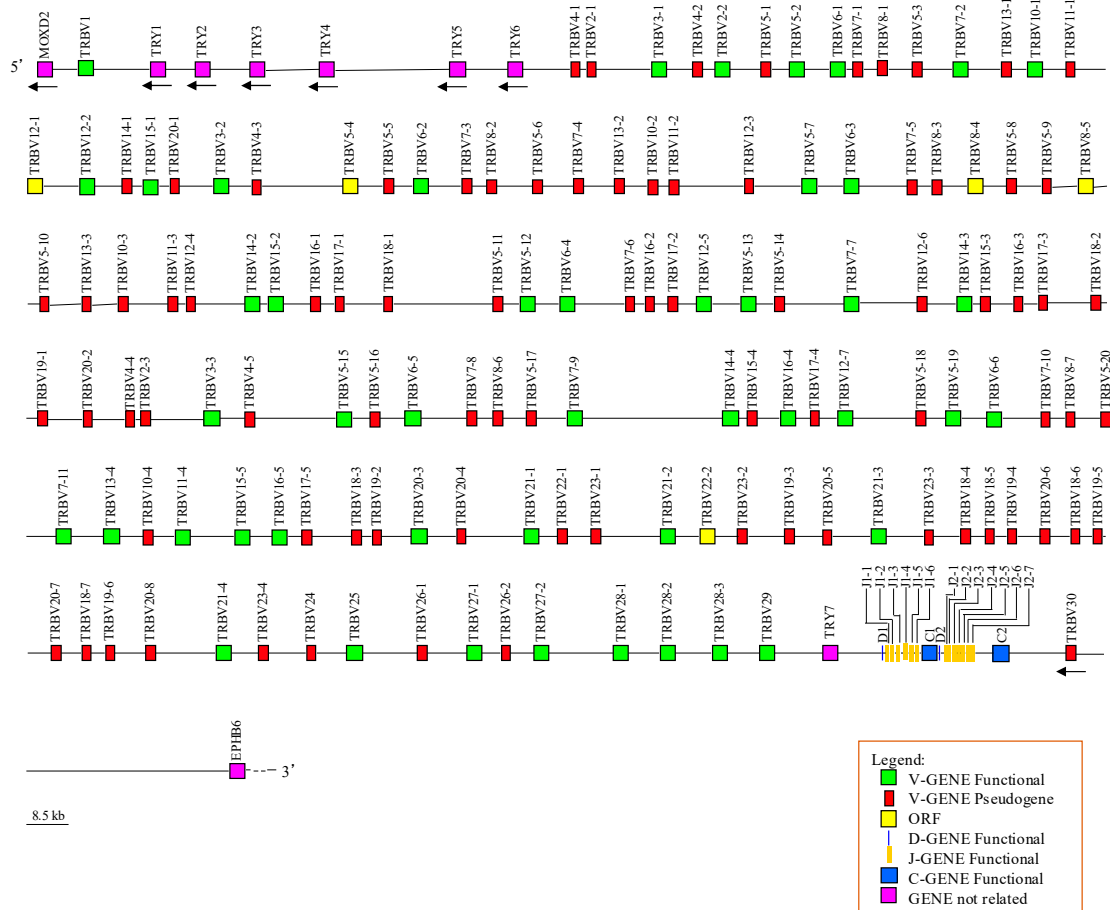 MOXD2 TRBV1 TRY1 TRY2 TRY3 TRY4 TRY5 TRY6 TRBV4-1 TRBV2-1 TRBV3-1 TRBV4-2 TRBV2-2 TRBV5-1 TRBV5-2 TRBV6-1 TRBV7-1 TRBV8-1 TRBV5-3 TRBV7-2 TRBV13-1 TRBV10-1 TRBV11-1
5’
TRBV12-1 TRBV12-2 TRBV14-1 TRBV15-1 TRBV20-1 TRBV3-2 TRBV4-3 TRBV5-4 TRBV5-5 TRBV6-2 TRBV7-3 TRBV8-2 TRBV5-6 TRBV7-4 TRBV13-2 TRBV10-2 TRBV11-2 TRBV12-3 TRBV5-7 TRBV6-3 TRBV7-5 TRBV8-3 TRBV8-4 TRBV5-8 TRBV5-9 TRBV8-5
TRBV5-10 TRBV13-3 TRBV10-3 TRBV11-3 TRBV12-4 TRBV14-2 TRBV15-2 TRBV16-1 TRBV17-1 TRBV18-1 TRBV5-11 TRBV5-12 TRBV6-4 TRBV7-6 TRBV16-2 TRBV17-2 TRBV12-5 TRBV5-13 TRBV5-14 TRBV7-7 TRBV12-6 TRBV14-3 TRBV15-3 TRBV16-3 TRBV17-3 TRBV18-2
TRBV19-1 TRBV20-2 TRBV4-4 TRBV2-3 TRBV3-3 TRBV4-5 TRBV5-15 TRBV5-16 TRBV6-5 TRBV7-8 TRBV8-6 TRBV5-17 TRBV7-9 TRBV14-4 TRBV15-4 TRBV16-4 TRBV17-4 TRBV12-7 TRBV5-18 TRBV5-19 TRBV6-6 TRBV7-10 TRBV8-7 TRBV5-20
TRBV7-11 TRBV13-4 TRBV10-4 TRBV11-4 TRBV15-5 TRBV16-5 TRBV17-5 TRBV18-3 TRBV19-2 TRBV20-3 TRBV20-4 TRBV21-1 TRBV22-1 TRBV23-1 TRBV21-2 TRBV22-2 TRBV23-2 TRBV19-3 TRBV20-5 TRBV21-3 TRBV23-3 TRBV18-4 TRBV18-5 TRBV19-4 TRBV20-6 TRBV18-6 TRBV19-5
J1-1 J1-2 J1-3 J1-4 J1-5 J1-6 J2-1 J2-2 J2-3 J2-4 J2-5 J2-6 J2-7
TRBV20-7 TRBV18-7 TRBV19-6 TRBV20-8 TRBV21-4 TRBV23-4 TRBV24 TRBV25 TRBV26-1 TRBV27-1 TRBV26-2 TRBV27-2 TRBV28-1 TRBV28-2 TRBV28-3 TRBV29 TRY7 D1 C1 D2 C2 TRBV30
EPHB6
3’
8.5 kb
Legend:
V-GENE Functional
V-GENE Pseudogene
ORF
D-GENE Functional
J-GENE Functional
C-GENE Functional
GENE not related